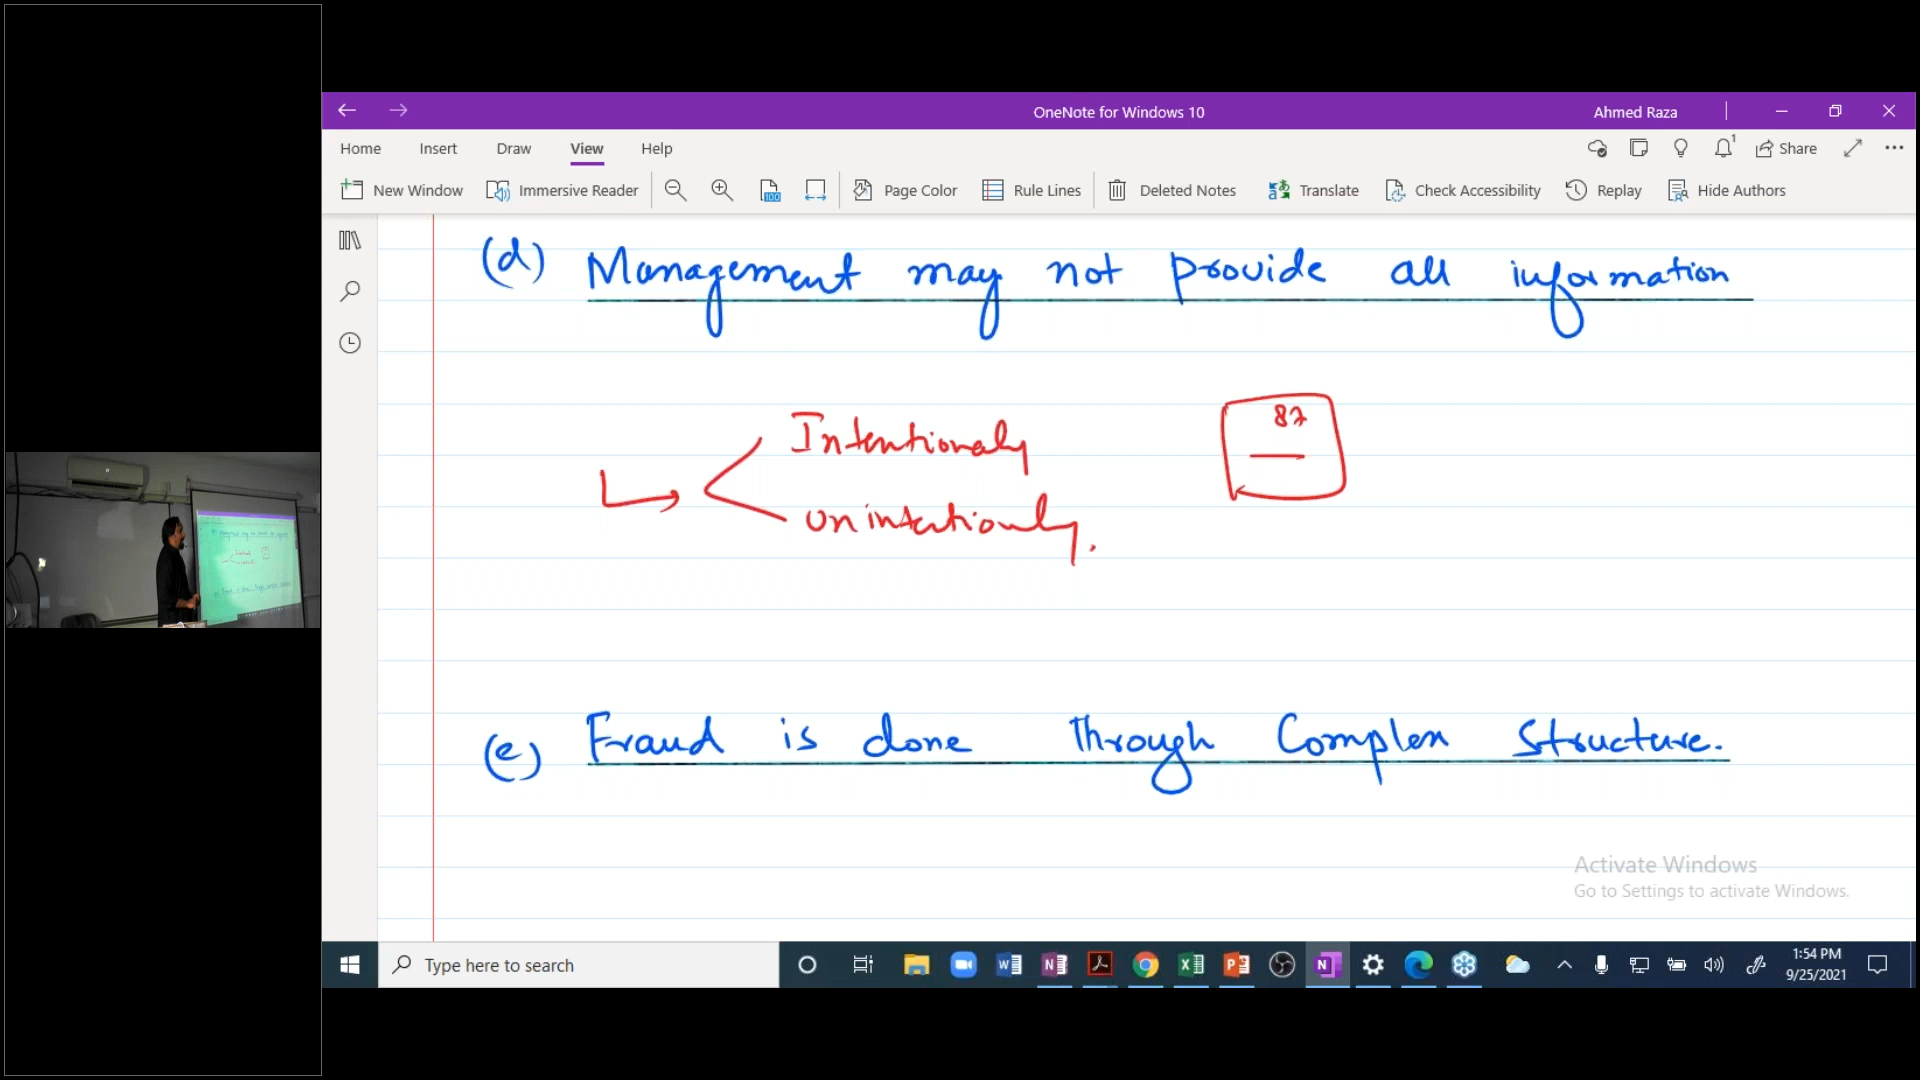 OneNote for Windows 10
Ahmed Raza
Home Insert Draw View Help
1 Share
New Window Immersive Reader 100 Page Color Rule Lines Deleted Notes Translate Check Accessibility Replay Hide Authors
(d) Management may not provide all information
Intentionaly
unintentionly.
(e) Fraud is done through Complex Structure.
Activate Windows
Go to Settings to activate Windows.
Type here to search
1:54 PM
9/25/2021